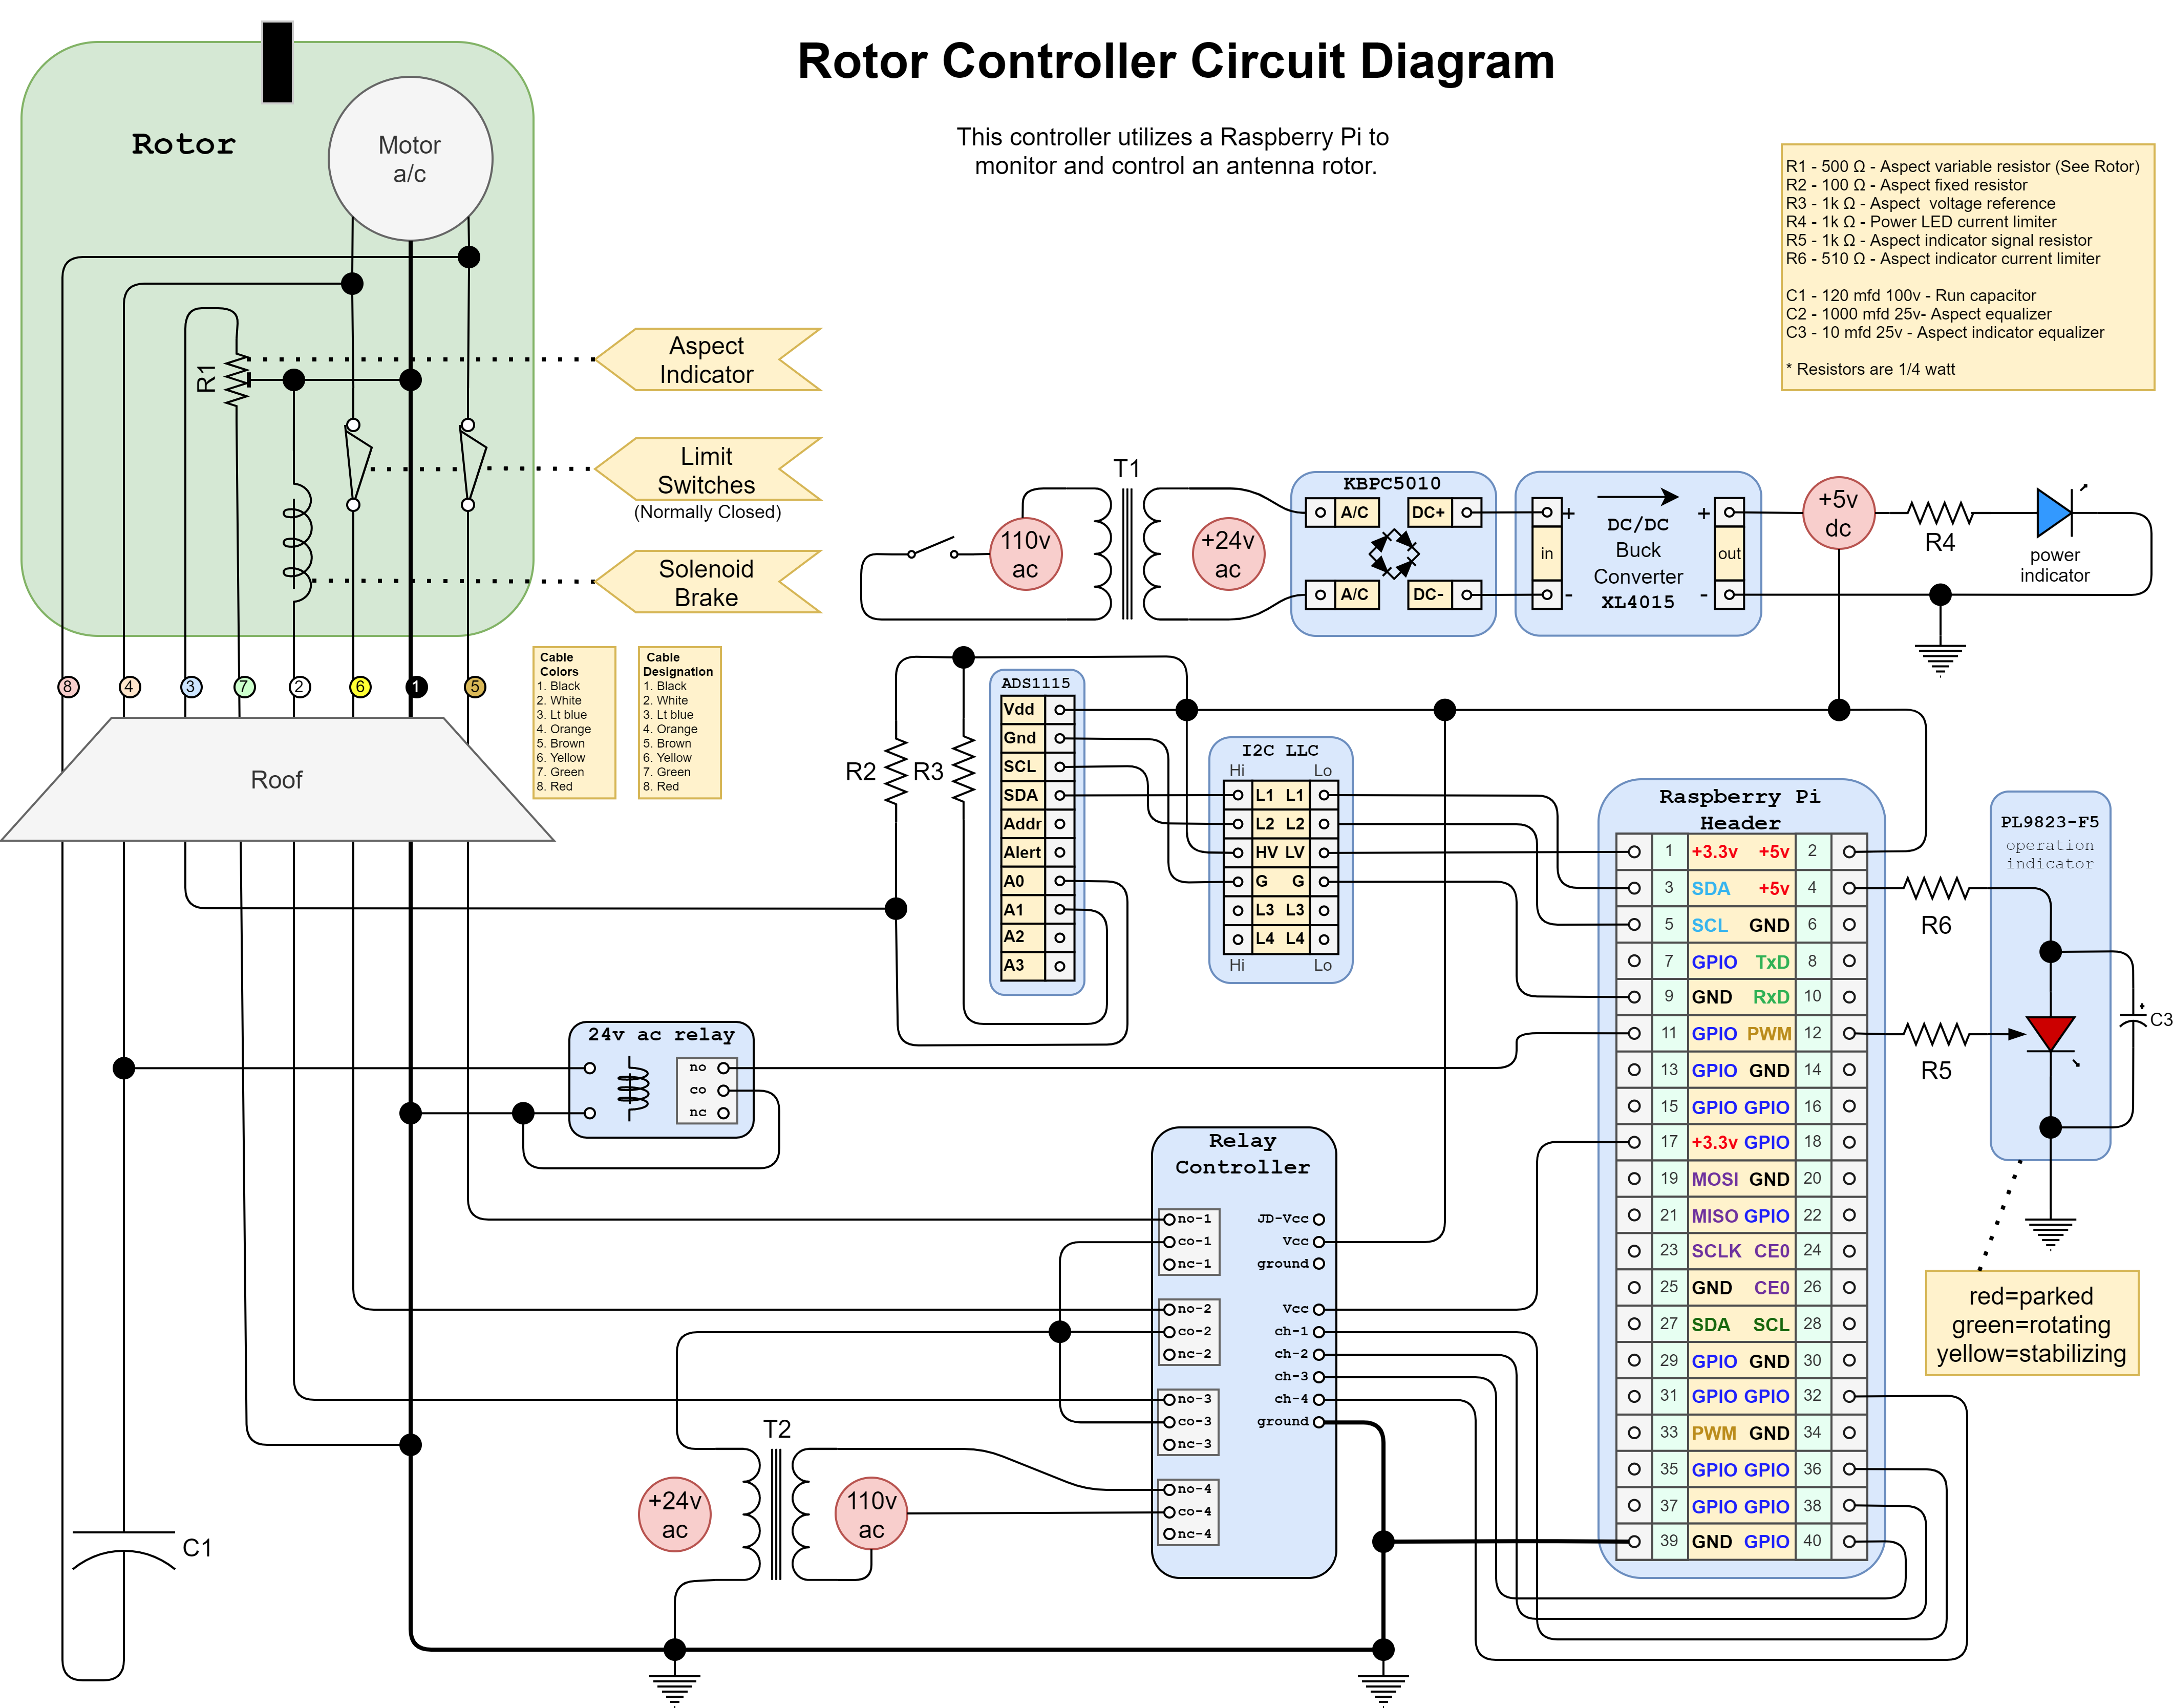 Rotor Controller Circuit Diagram
This controller utilizes a Raspberry Pi to
monitor and control an antenna rotor.
Rotor
Motor
a/c
R1
Aspect
Indicator
Limit
Switches
(Normally Closed)
Solenoid
Brake
R1 - 500 Ω - Aspect variable resistor (See Rotor)
R2 - 100 Ω - Aspect fixed resistor
R3 - 1k Ω - Aspect  voltage reference
R4 - 1k Ω - Power LED current limiter
R5 - 1k Ω - Aspect indicator signal resistor
R6 - 510 Ω - Aspect indicator current limiter
C1 - 120 mfd 100v - Run capacitor
C2 - 1000 mfd 25v- Aspect equalizer
C3 - 10 mfd 25v - Aspect indicator equalizer
* Resistors are 1/4 watt
T1
110v
ac
+24v
ac
KBPC5010
A/C DC+
A/C DC-
+ +
in out
- -
DC/DC
Buck
Converter
XL4015
+5v
dc
R4
power
indicator
8 4 3 7 2 6 1 5
Roof
Cable
Colors
1. Black
2. White
3. Lt blue
4. Orange
5. Brown
6. Yellow
7. Green
8. Red
Cable
Designation
1. Black
2. White
3. Lt blue
4. Orange
5. Brown
6. Yellow
7. Green
8. Red
R2 R3
ADS1115
Vdd
Gnd
SCL
SDA
Addr
Alert
A0
A1
A2
A3
I2C LLC
Hi Lo
L1 L1
L2 L2
HV LV
G G
L3 L3
L4 L4
Hi Lo
Raspberry Pi
Header
1 +3.3v +5v 2
3 SDA +5v 4
5 SCL GND 6
7 GPIO TxD 8
9 GND RxD 10
11 GPIO PWM 12
13 GPIO GND 14
15 GPIO GPIO 16
17 +3.3v GPIO 18
19 MOSI GND 20
21 MISO GPIO 22
23 SCLK CE0 24
25 GND CE0 26
27 SDA SCL 28
29 GPIO GND 30
31 GPIO GPIO 32
33 PWM GND 34
35 GPIO GPIO 36
37 GPIO GPIO 38
39 GND GPIO 40
PL9823-F5
operation
indicator
R6
R5
C3
+
red=parked
green=rotating
yellow=stabilizing
24v ac relay
no
co
nc
Relay
Controller
no-1 JD-Vcc
co-1 Vcc
nc-1 ground
no-2 Vcc
co-2 ch-1
nc-2 ch-2
ch-3
no-3 ch-4
co-3 ground
nc-3
no-4
co-4
nc-4
T2
+24v
ac
110v
ac
C1